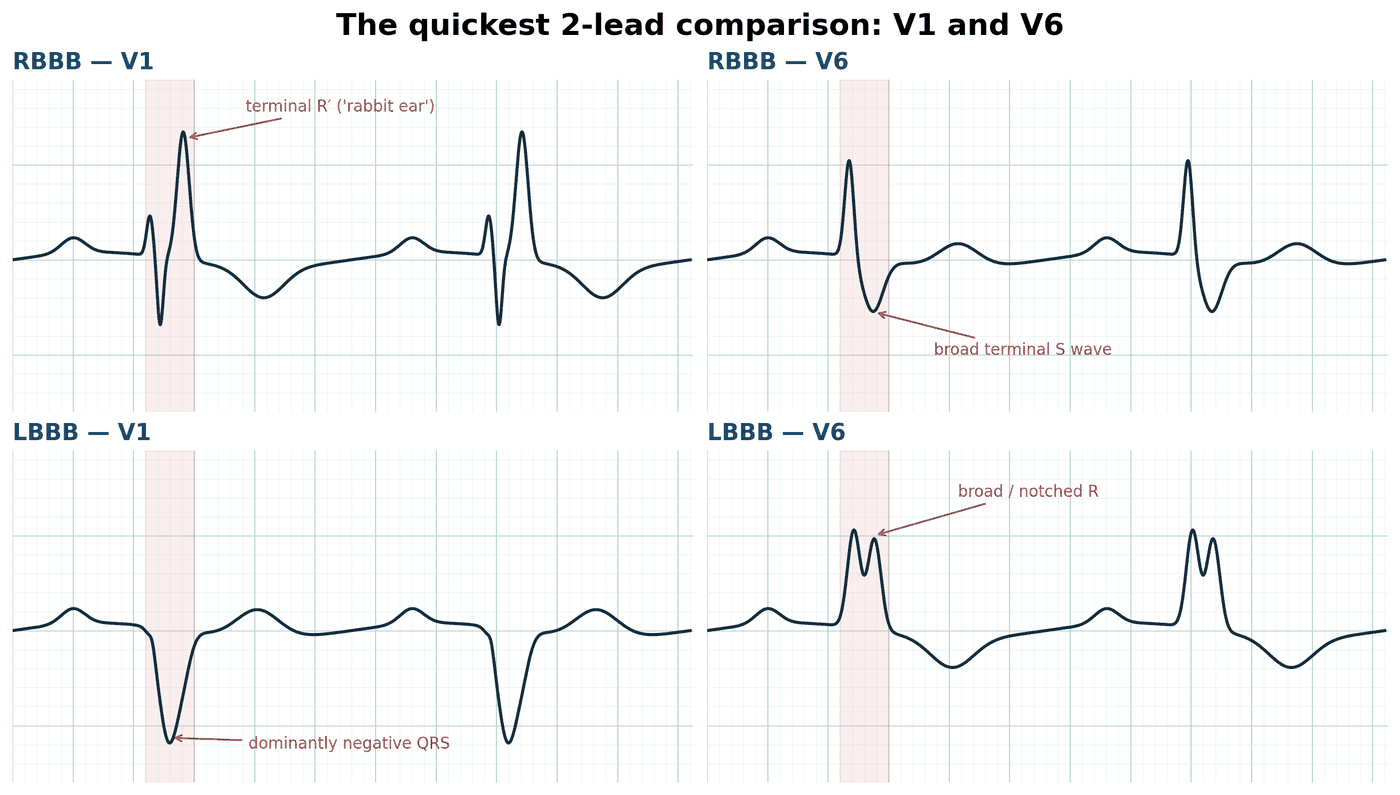 The quickest 2-lead comparison: V1 and V6
RBBB — V1
RBBB — V6
terminal R′ ('rabbit ear')
broad terminal S wave
LBBB — V1
LBBB — V6
broad / notched R
dominantly negative QRS